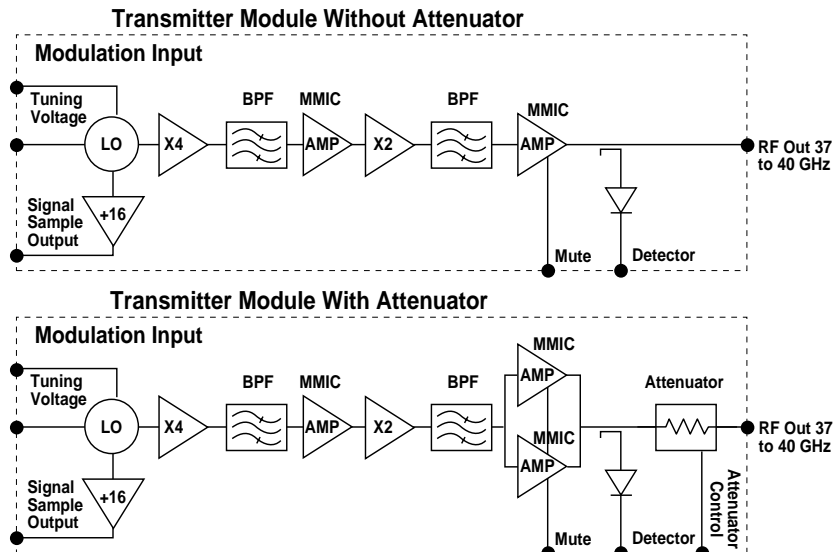 Transmitter Module Without Attenuator
Modulation Input
Tuning
Voltage
LO
X4
BPF
MMIC
AMP
X2
BPF
MMIC
AMP
RF Out 37
to 40 GHz
Signal
Sample
Output
+16
Mute
Detector
Transmitter Module With Attenuator
Modulation Input
Tuning
Voltage
LO
X4
BPF
MMIC
AMP
X2
BPF
MMIC
AMP
MMIC
AMP
Attenuator
RF Out 37
to 40 GHz
Signal
Sample
Output
+16
Mute
Detector
Attenuator
Control